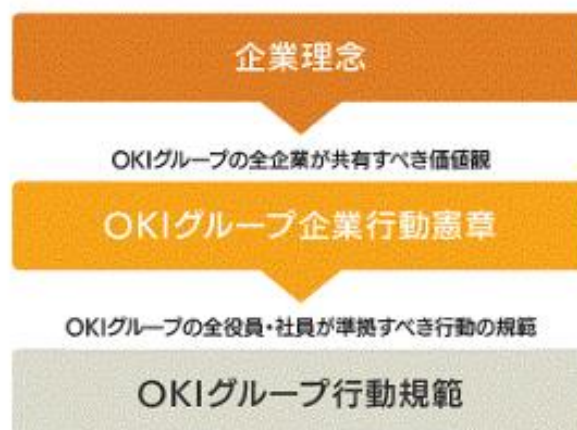 企業理念
OKIグループの全企業が共有すべき価値観
OKIグループ企業行動憲章
OKIグループの全役員・社員が準拠すべき行動の規範
OKIグループ行動規範